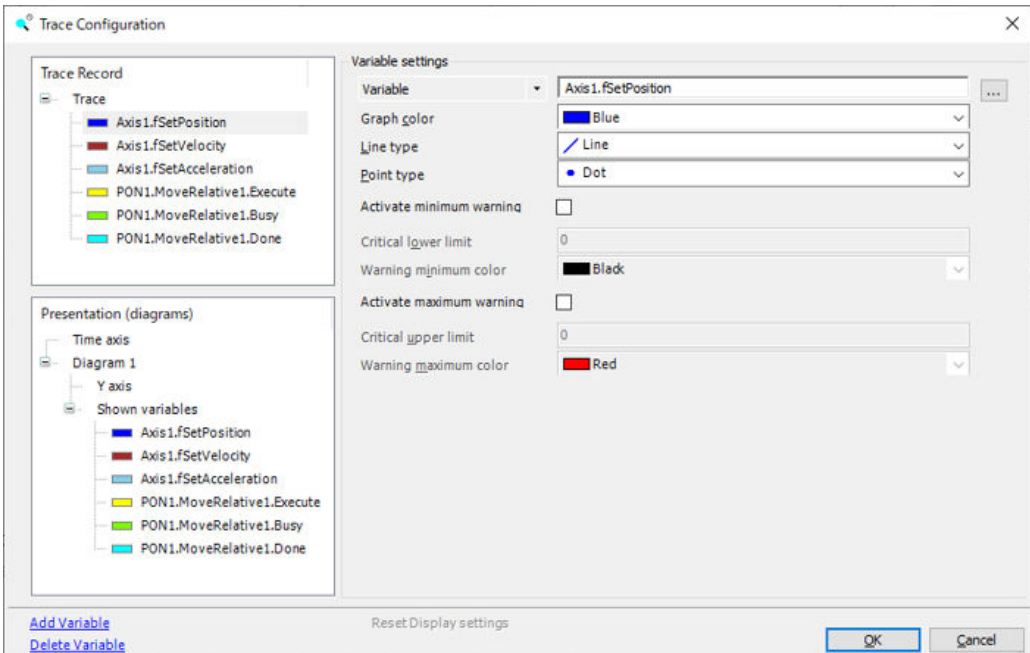 Trace Configuration
Trace Record
Trace
Axis1.fSetPosition
Axis1.fSetVelocity
Axis1.fSetAcceleration
PON1.MoveRelative1.Execute
PON1.MoveRelative1.Busy
PON1.MoveRelative1.Done
Presentation (diagrams)
Time axis
Diagram 1
Y axis
Shown variables
Axis1.fSetPosition
Axis1.fSetVelocity
Axis1.fSetAcceleration
PON1.MoveRelative1.Execute
PON1.MoveRelative1.Busy
PON1.MoveRelative1.Done
Add Variable
Delete Variable
Variable settings
Variable Axis1.fSetPosition ...
Graph color Blue
Line type Line
Point type Dot
Activate minimum warning
Critical lower limit 0
Warning minimum color Black
Activate maximum warning
Critical upper limit 0
Warning maximum color Red
Reset Display settings
OK Cancel